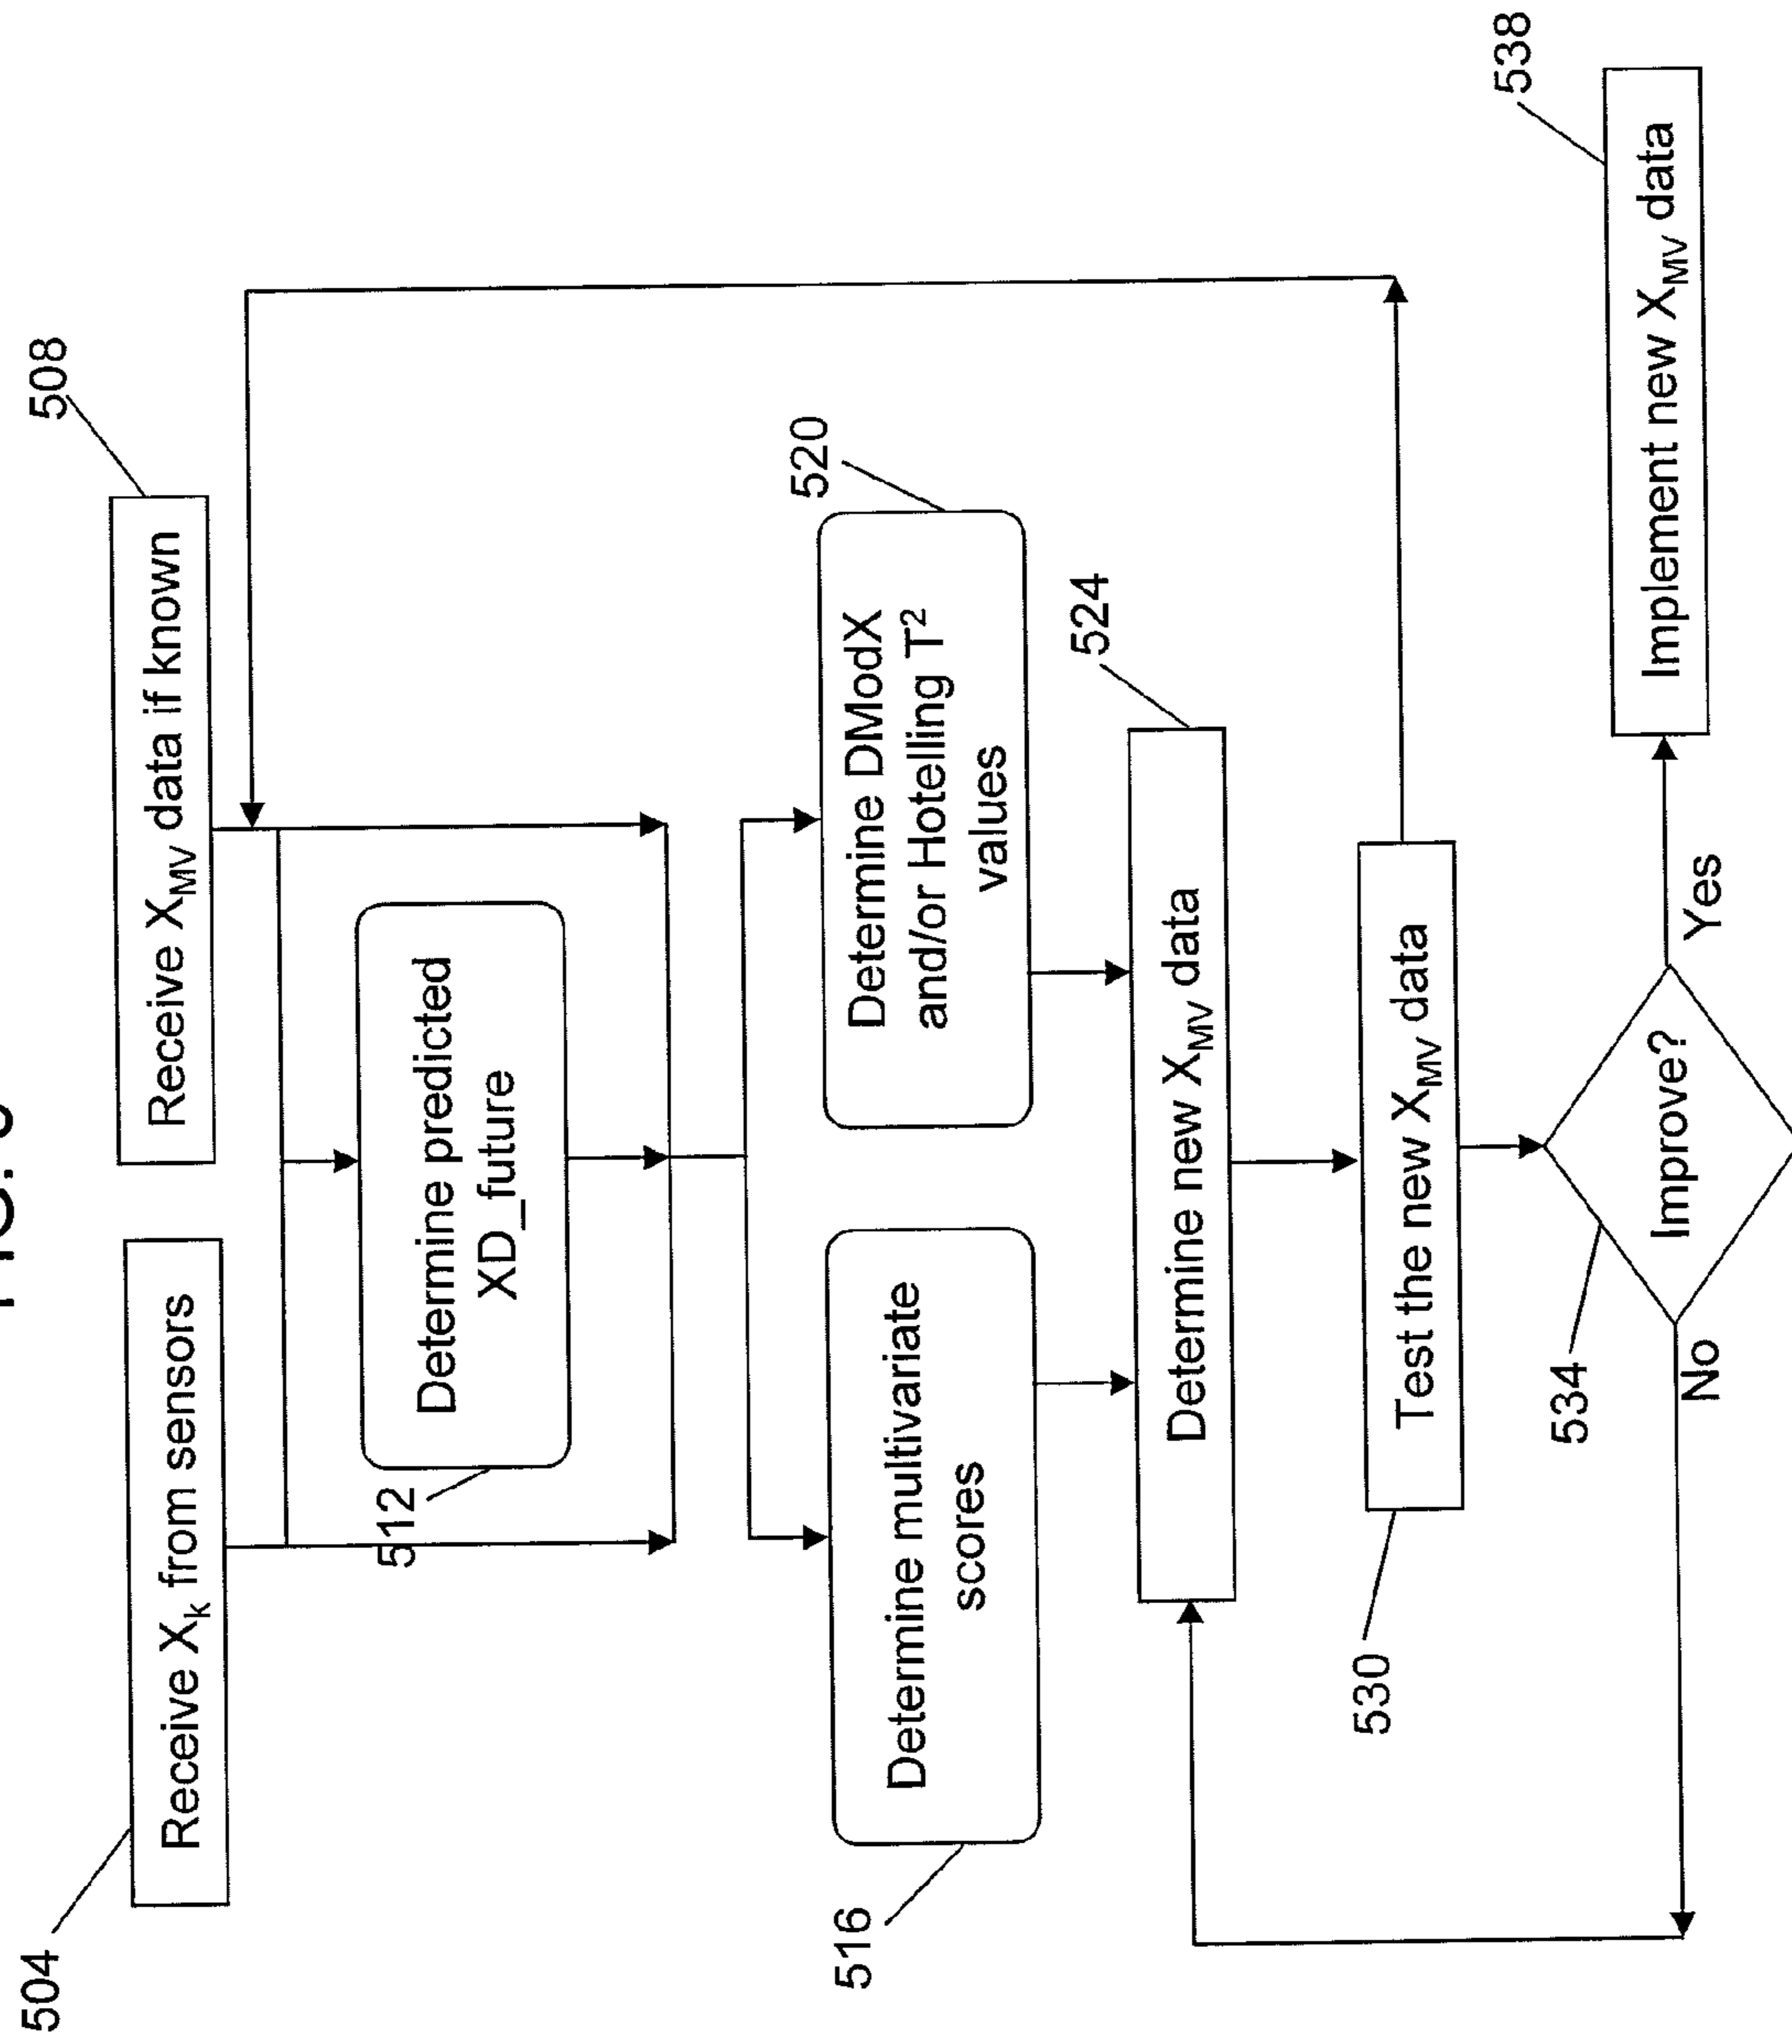 504
Receive Xₖ from sensors
508
Receive X_MV data if known
512
Determine predicted
XD_future
516
Determine multivariate
scores
520
Determine DModX
and/or Hotelling T²
values
524
Determine new X_MV data
530
Test the new X_MV data
534
Improve?
No
Yes
538
Implement new X_MV data